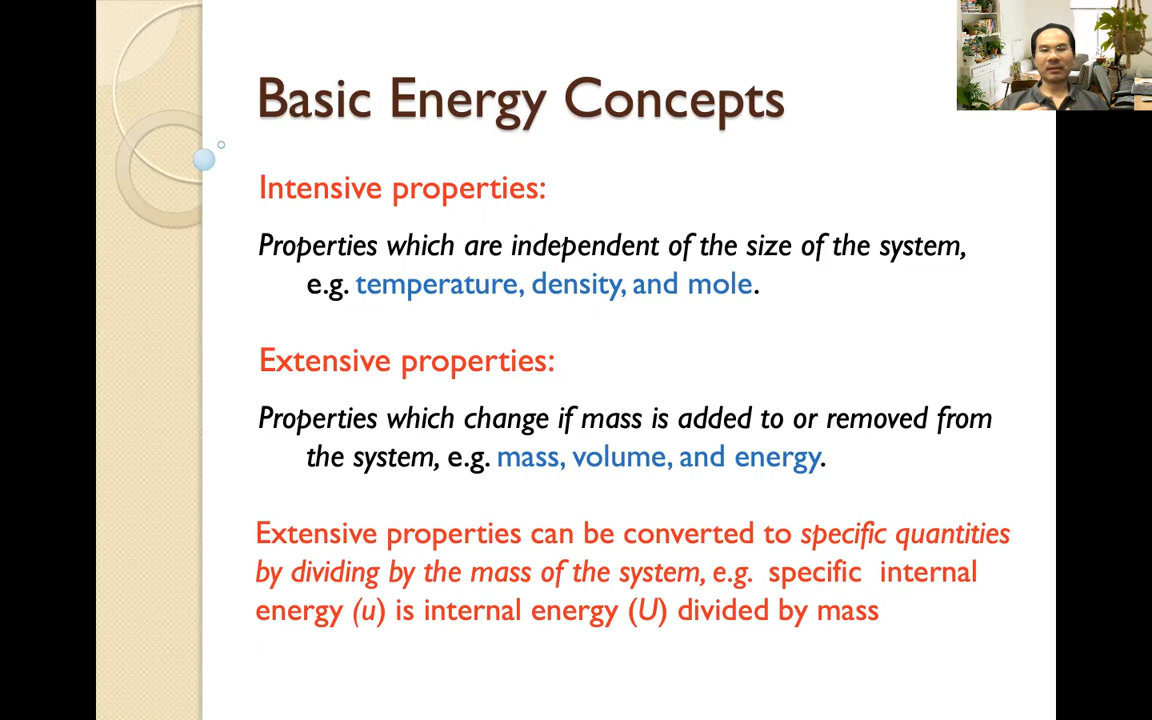 Basic Energy Concepts
Intensive properties:
Properties which are independent of the size of the system,
e.g. temperature, density, and mole.
Extensive properties:
Properties which change if mass is added to or removed from
the system, e.g. mass, volume, and energy.
Extensive properties can be converted to specific quantities
by dividing by the mass of the system, e.g. specific internal
energy (u) is internal energy (U) divided by mass